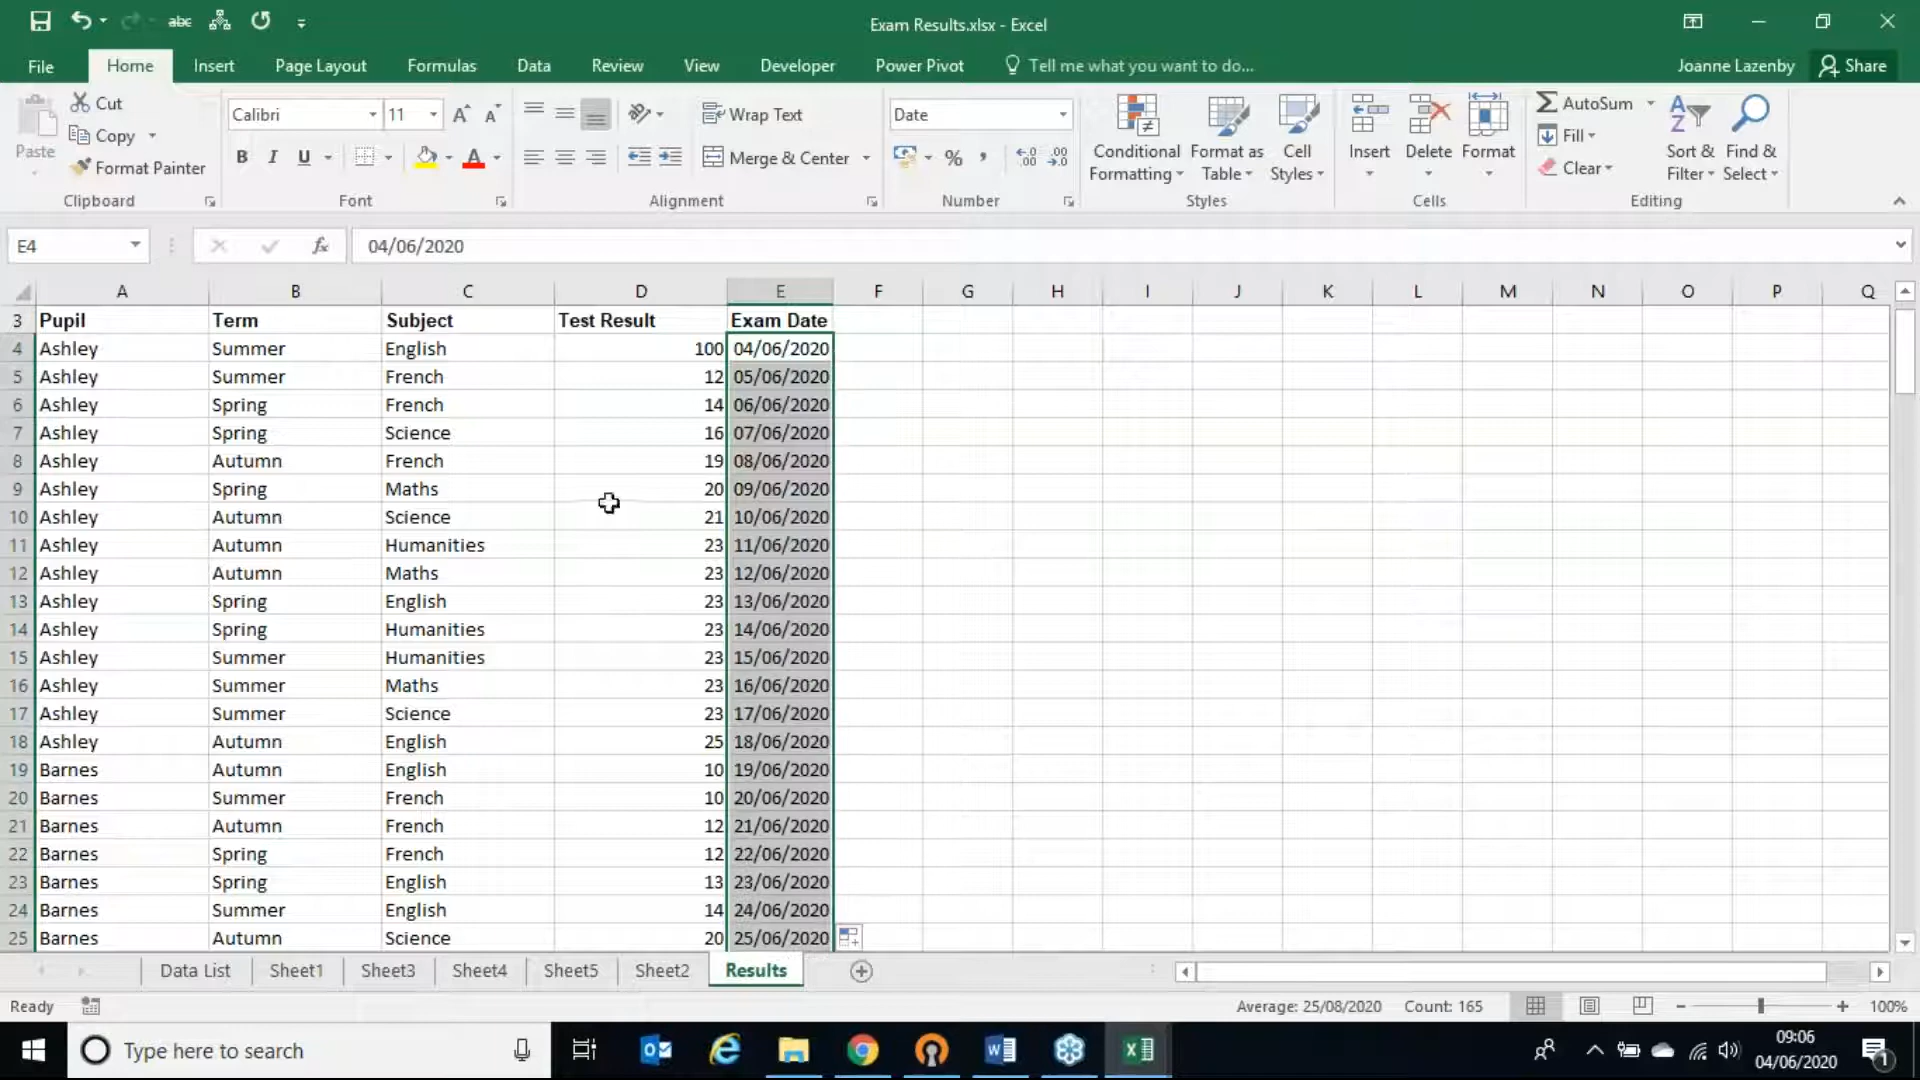 abc
Exam Results.xlsx - Excel
File Home Insert Page Layout Formulas Data Review View Developer Power Pivot Tell me what you want to do... Joanne Lazenby Share
Paste
Cut
Copy
Format Painter
Clipboard
Calibri 11
B I U
Font
Wrap Text
Merge & Center
Alignment
Date
Number
Conditional Formatting
Format as Table
Cell Styles
Styles
Insert
Delete
Format
Cells
AutoSum
Fill
Clear
Sort & Filter
Find & Select
Editing
E4 fx 04/06/2020
A B C D E F G H I J K L M N O P Q
3 Pupil Term Subject Test Result Exam Date
4 Ashley Summer English 100 04/06/2020
5 Ashley Summer French 12 05/06/2020
6 Ashley Spring French 14 06/06/2020
7 Ashley Spring Science 16 07/06/2020
8 Ashley Autumn French 19 08/06/2020
9 Ashley Spring Maths 20 09/06/2020
10 Ashley Autumn Science 21 10/06/2020
11 Ashley Autumn Humanities 23 11/06/2020
12 Ashley Autumn Maths 23 12/06/2020
13 Ashley Spring English 23 13/06/2020
14 Ashley Spring Humanities 23 14/06/2020
15 Ashley Summer Humanities 23 15/06/2020
16 Ashley Summer Maths 23 16/06/2020
17 Ashley Summer Science 23 17/06/2020
18 Ashley Autumn English 25 18/06/2020
19 Barnes Autumn English 10 19/06/2020
20 Barnes Summer French 10 20/06/2020
21 Barnes Autumn French 12 21/06/2020
22 Barnes Spring French 12 22/06/2020
23 Barnes Spring English 13 23/06/2020
24 Barnes Summer English 14 24/06/2020
25 Barnes Autumn Science 20 25/06/2020
Data List Sheet1 Sheet3 Sheet4 Sheet5 Sheet2 Results
Ready Average: 25/08/2020 Count: 165 100%
Type here to search
09:06
04/06/2020
1